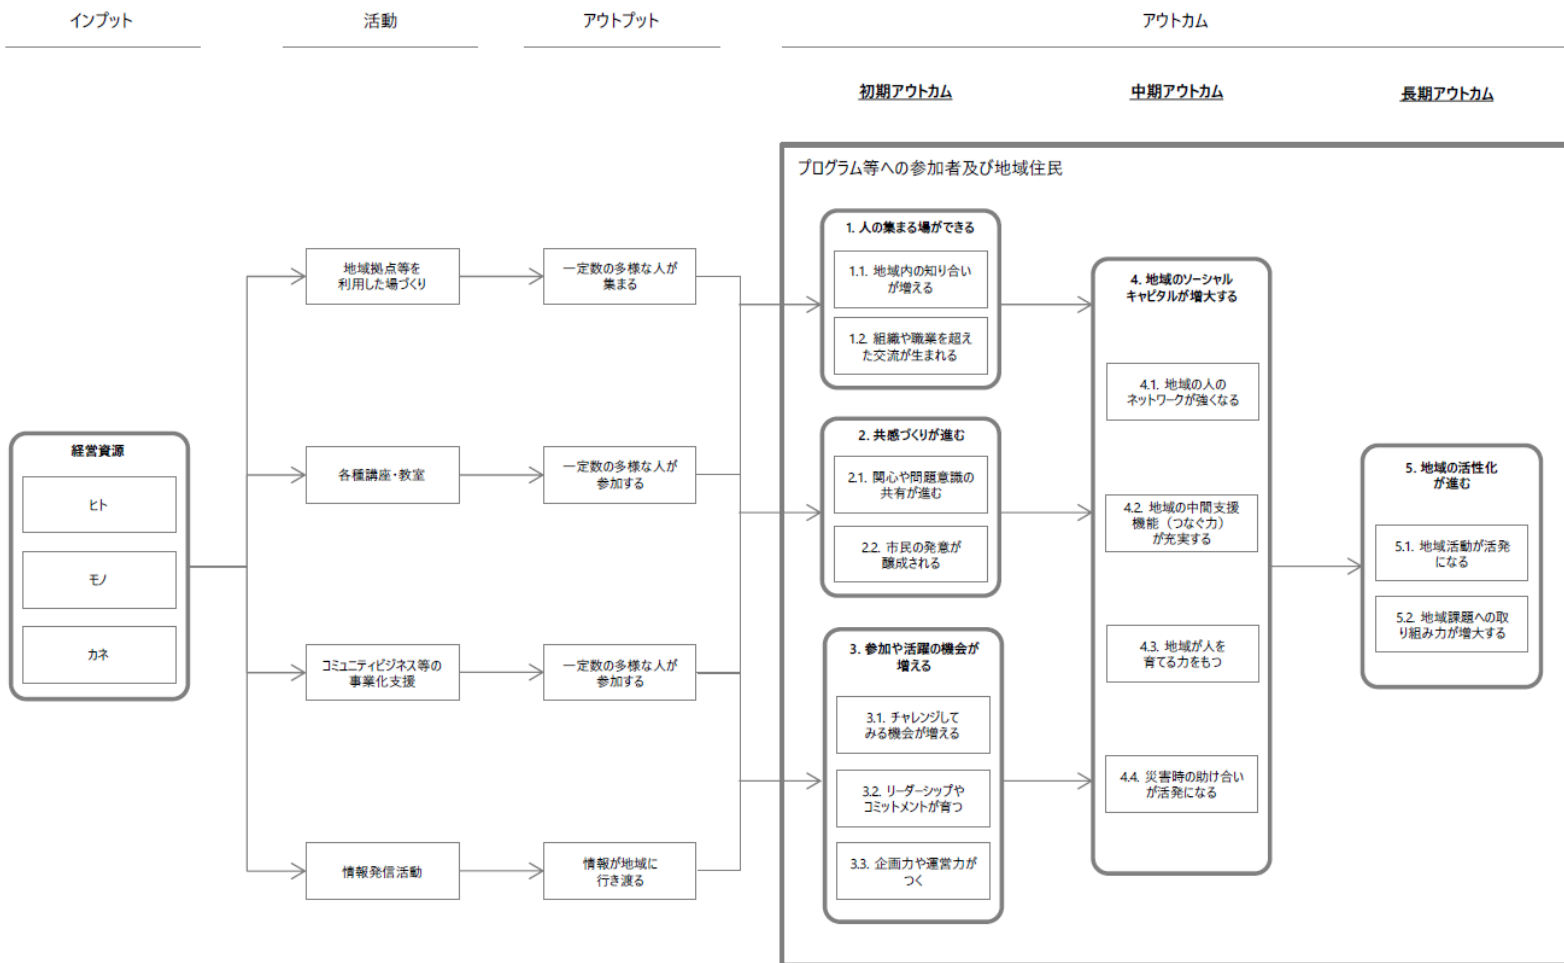 インプット
活動
アウトプット
アウトカム
初期アウトカム
中期アウトカム
長期アウトカム
プログラム等への参加者及び地域住民
経営資源
ヒト
モノ
カネ
地域拠点等を
利用した場づくり
各種講座・教室
コミュニティビジネス等の
事業化支援
情報発信活動
一定数の多様な人が
集まる
一定数の多様な人が
参加する
一定数の多様な人が
参加する
情報が地域に
行き渡る
1. 人の集まる場ができる
1.1. 地域内の知り合い
が増える
1.2. 組織や職業を超え
た交流が生まれる
2. 共感づくりが進む
2.1. 関心や問題意識の
共有が進む
2.2. 市民の発意が
醸成される
3. 参加や活躍の機会が
増える
3.1. チャレンジして
みる機会が増える
3.2. リーダーシップや
コミットメントが育つ
3.3. 企画力や運営力が
つく
4. 地域のソーシャル
キャピタルが増大する
4.1. 地域の人の
ネットワークが強くなる
4.2. 地域の中間支援
機能（つなぐ力）
が充実する
4.3. 地域が人を
育てる力をもつ
4.4. 災害時の助け合い
が活発になる
5. 地域の活性化
が進む
5.1. 地域活動が活発
になる
5.2. 地域課題への取
り組み力が増大する